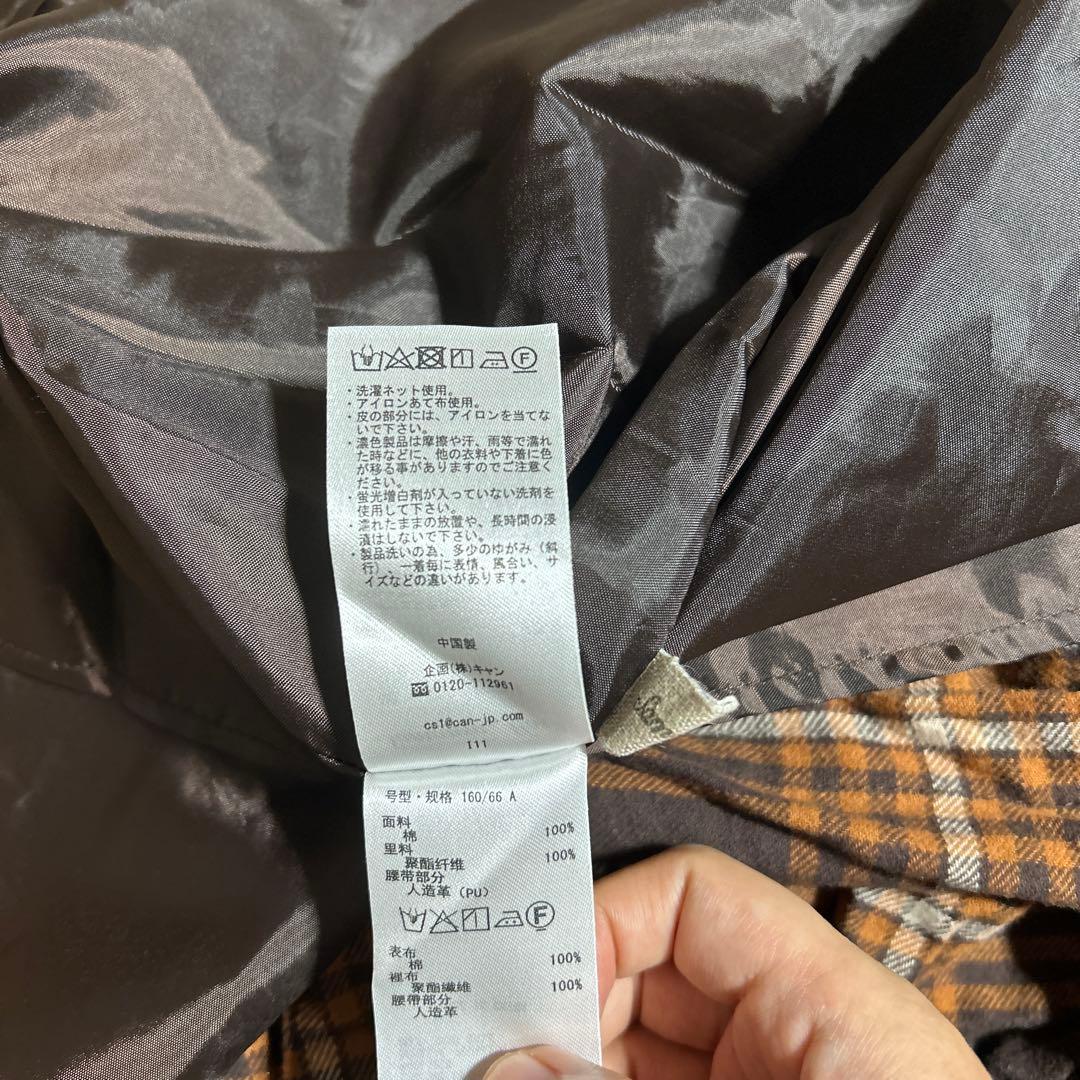 ・洗濯ネット使用。
・アイロンあて布使用。
・皮の部分には、アイロンを当てな
いで下さい。
・濃色製品は摩擦や汗、雨等で濡れ
た時などに、他の衣料や下着に色
が移る事がありますのでご注意く
ださい。
・蛍光増白剤が入っていない洗剤を
使用して下さい。
・濡れたままの放置や、長時間の浸
漬はしないで下さい。
・製品洗いの為、多少のゆがみ（斜
行）、一着毎に表情、風合い、サ
イズなどの違いがあります。
中国製
企画(株)キャン
0120-112961
cs1@can-jp.com
I11
号型・规格 160/66 A
面料
棉 100%
里料
聚酯纤维 100%
腰带部分
人造革(PU)
表布
棉 100%
裡布
聚酯纖維 100%
腰帶部分
人造革